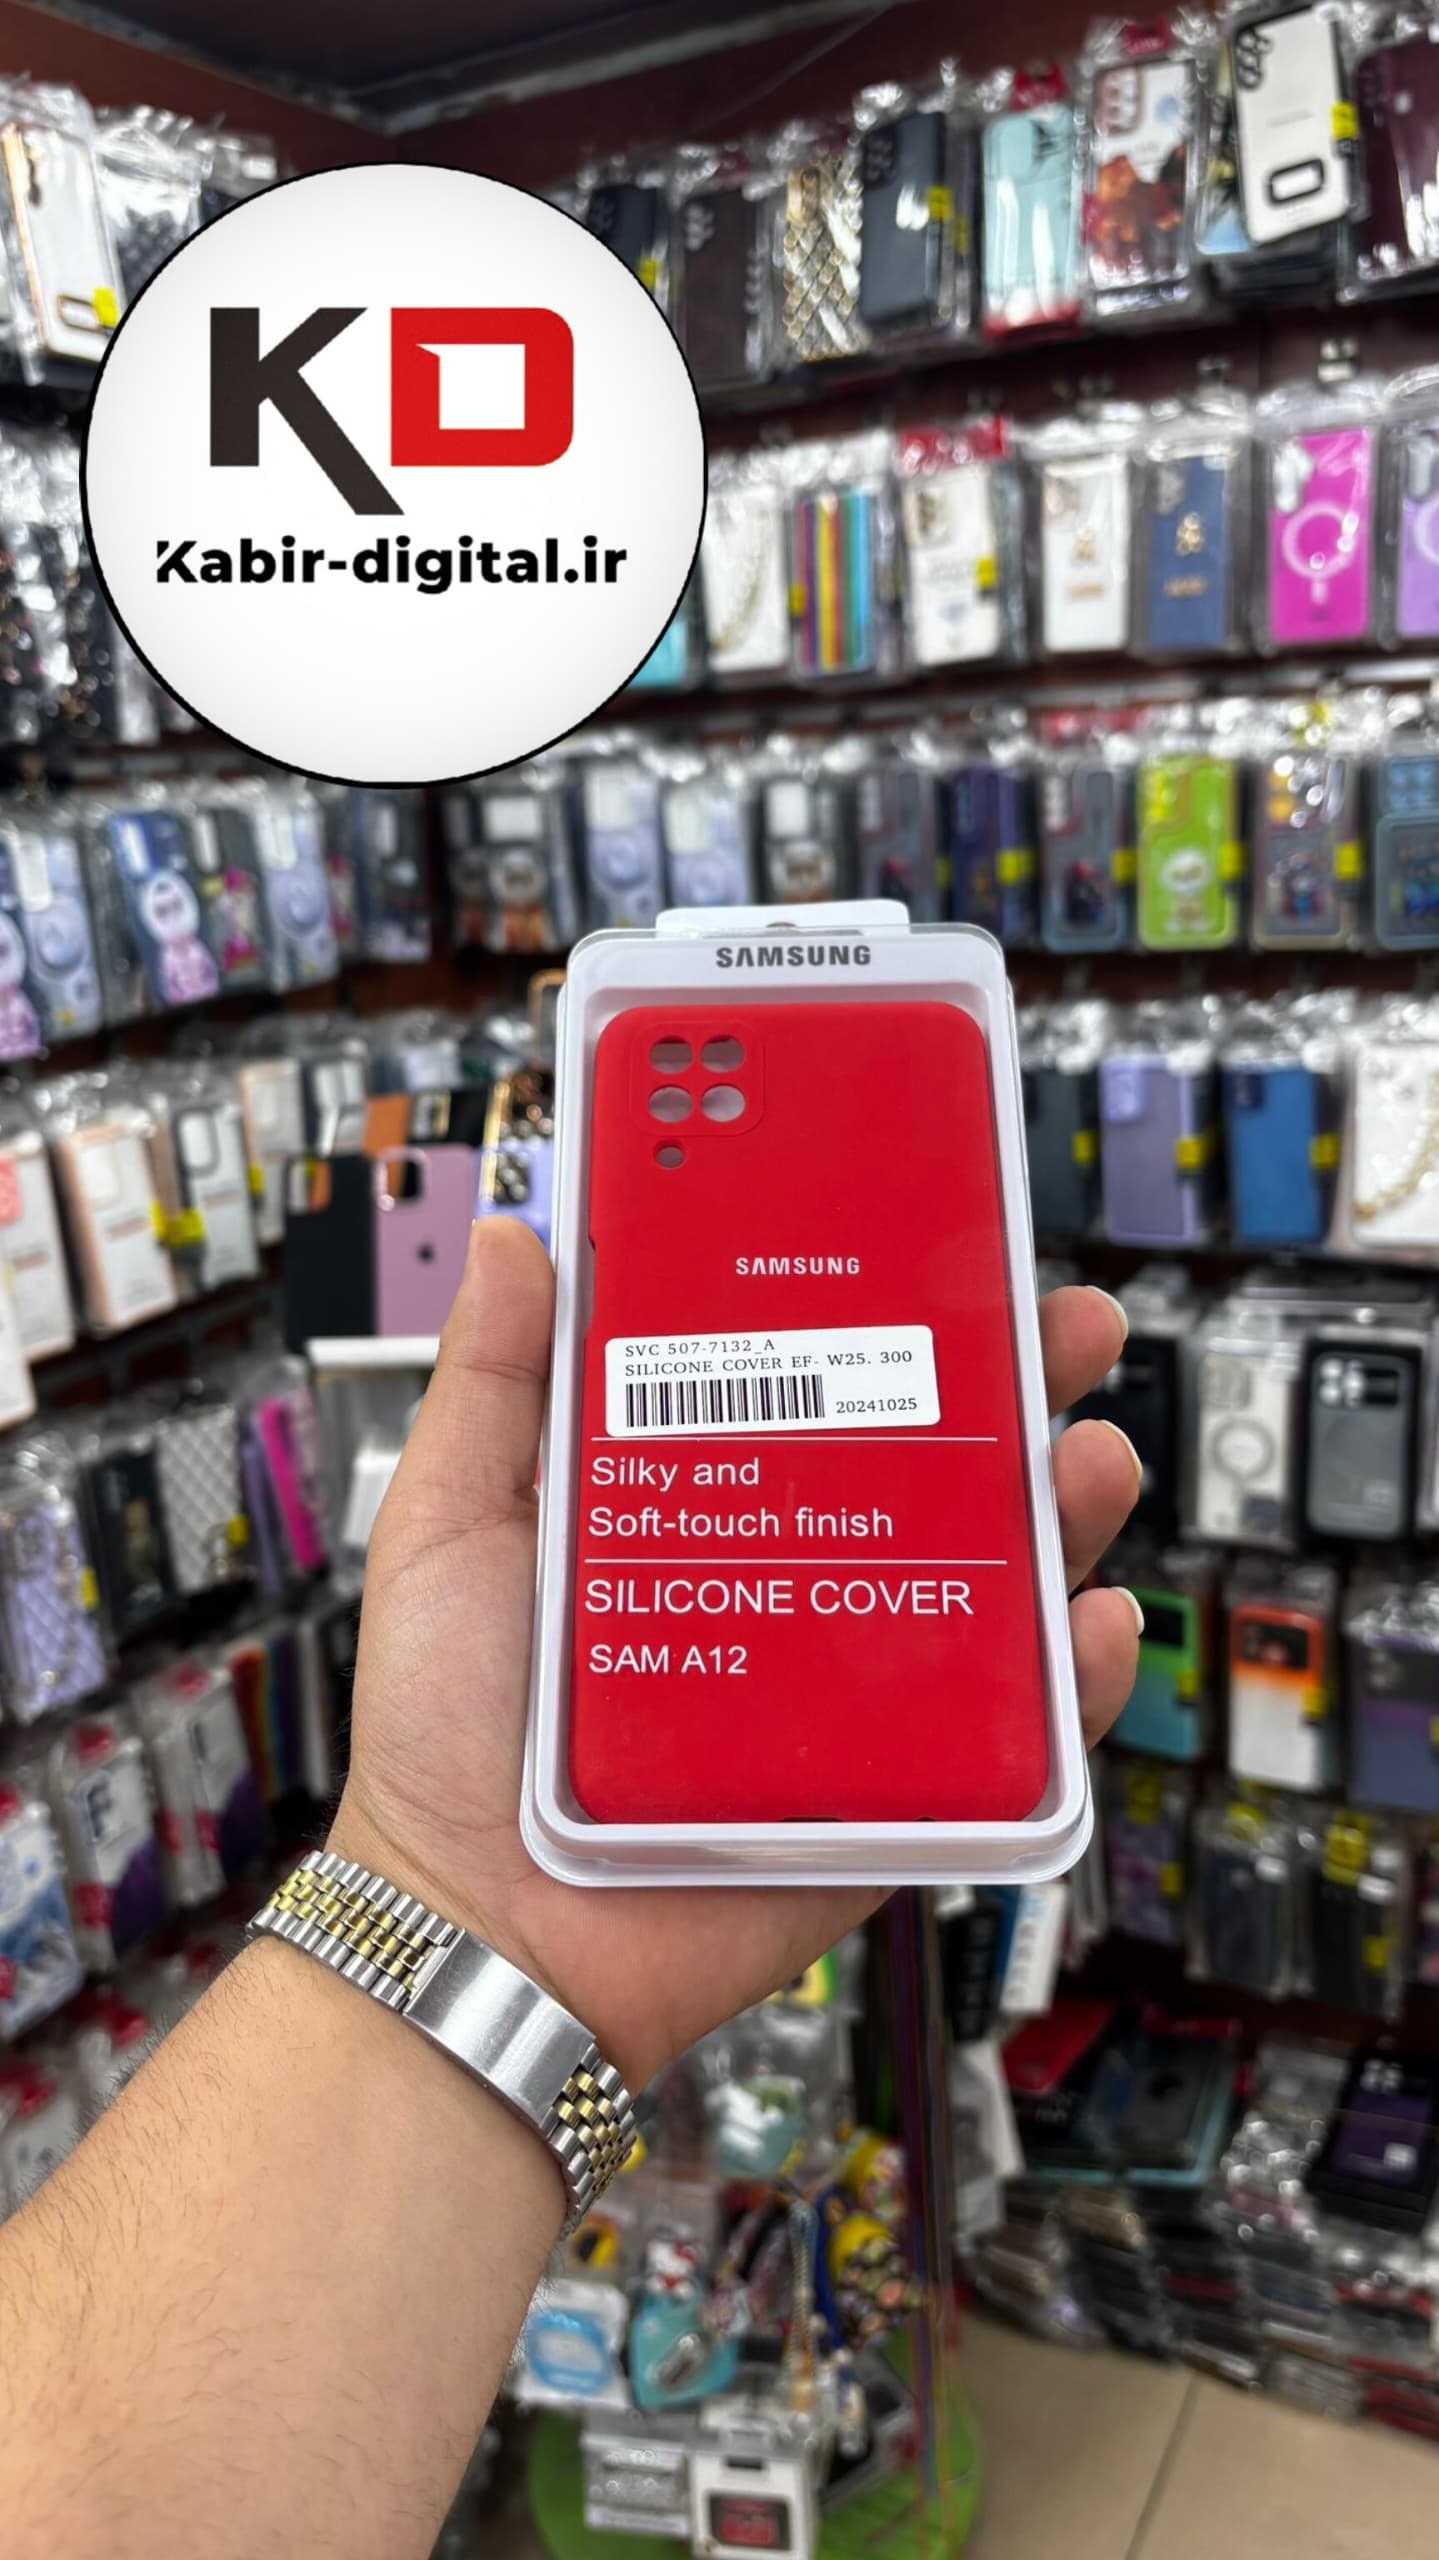 KD
Kabir-digital.ir
SAMSUNG
SAMSUNG
SVC 507-7132_A
SILICONE COVER EF- W25. 300
20241025
Silky and
Soft-touch finish
SILICONE COVER
SAM A12